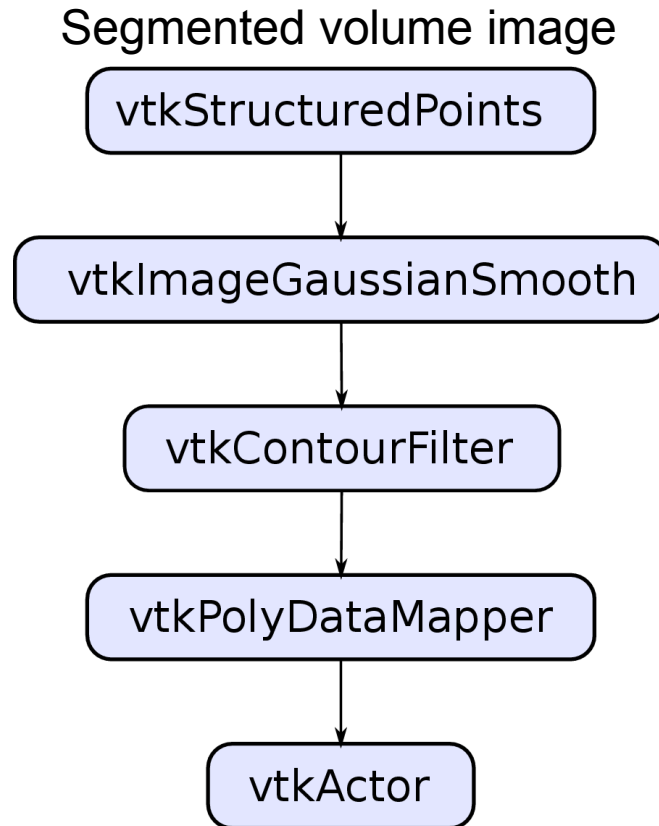 Segmented volume image
vtkStructuredPoints
vtkImageGaussianSmooth
vtkContourFilter
vtkPolyDataMapper
vtkActor